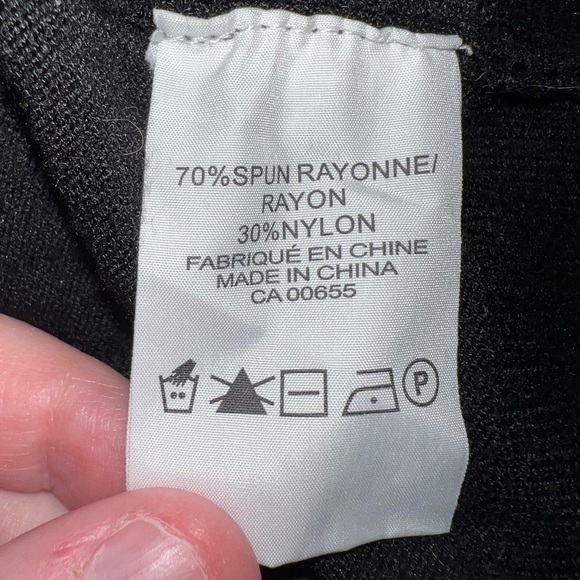 70%SPUN RAYONNE/
RAYON
30%NYLON
FABRIQUÉ EN CHINE
MADE IN CHINA
CA 00655
P